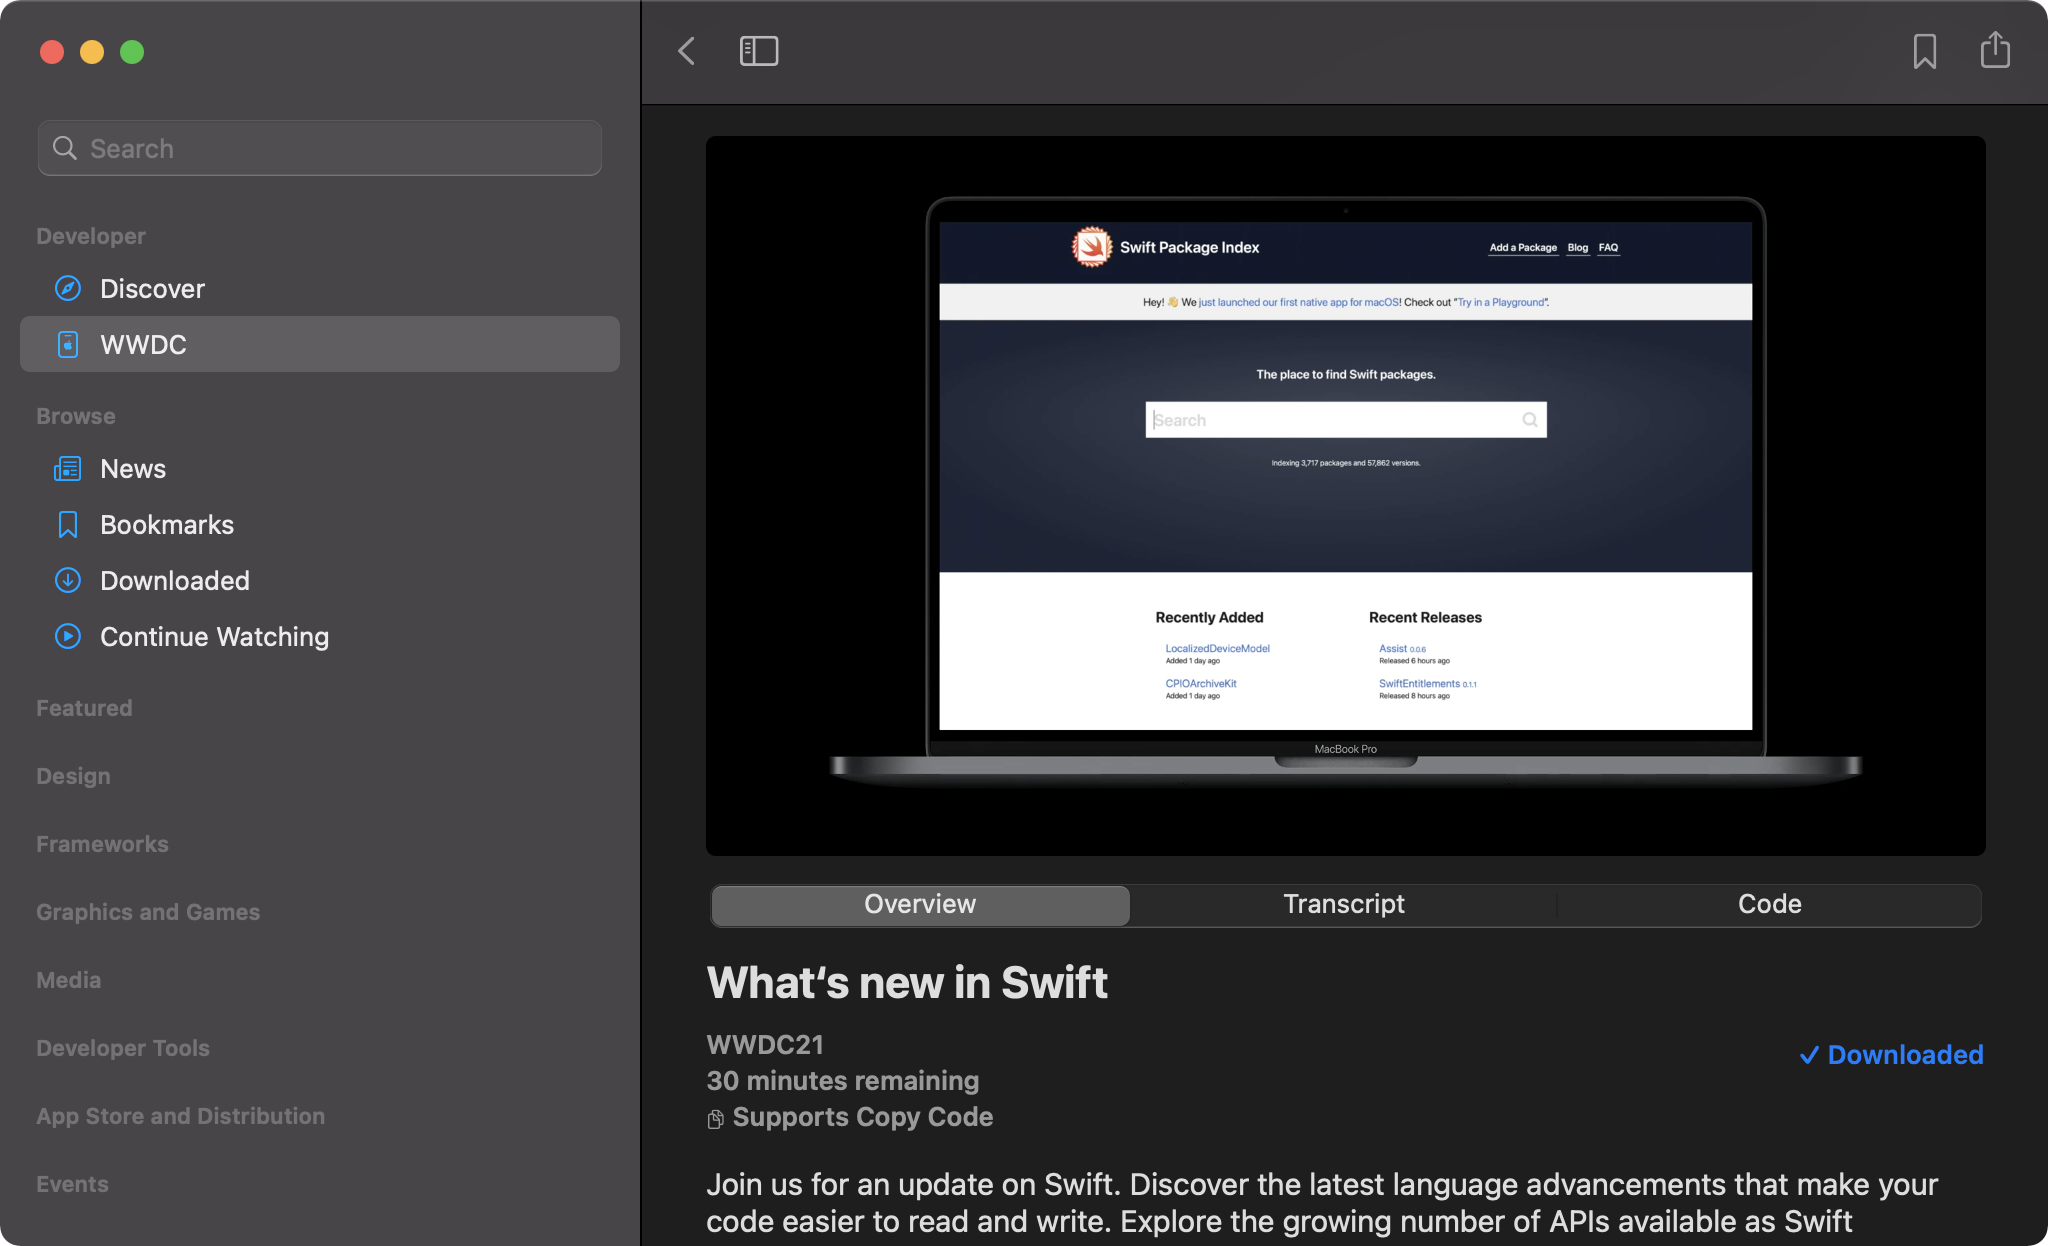 Search
Developer
Discover
WWDC
Browse
News
Bookmarks
Downloaded
Continue Watching
Featured
Design
Frameworks
Graphics and Games
Media
Developer Tools
App Store and Distribution
Events
Swift Package Index
Add a Package Blog FAQ
Hey! 👋 We just launched our first native app for macOS! Check out “Try in a Playground”.
The place to find Swift packages.
Search
Indexing 3,717 packages and 57,862 versions.
Recently Added
LocalizedDeviceModel
Added 1 day ago
CPIOArchiveKit
Added 1 day ago
Recent Releases
Assist 0.0.6
Released 6 hours ago
SwiftEntitlements 0.1.1
Released 8 hours ago
MacBook Pro
Overview Transcript Code
What‘s new in Swift
WWDC21
30 minutes remaining
Supports Copy Code
✓ Downloaded
Join us for an update on Swift. Discover the latest language advancements that make your
code easier to read and write. Explore the growing number of APIs available as Swift